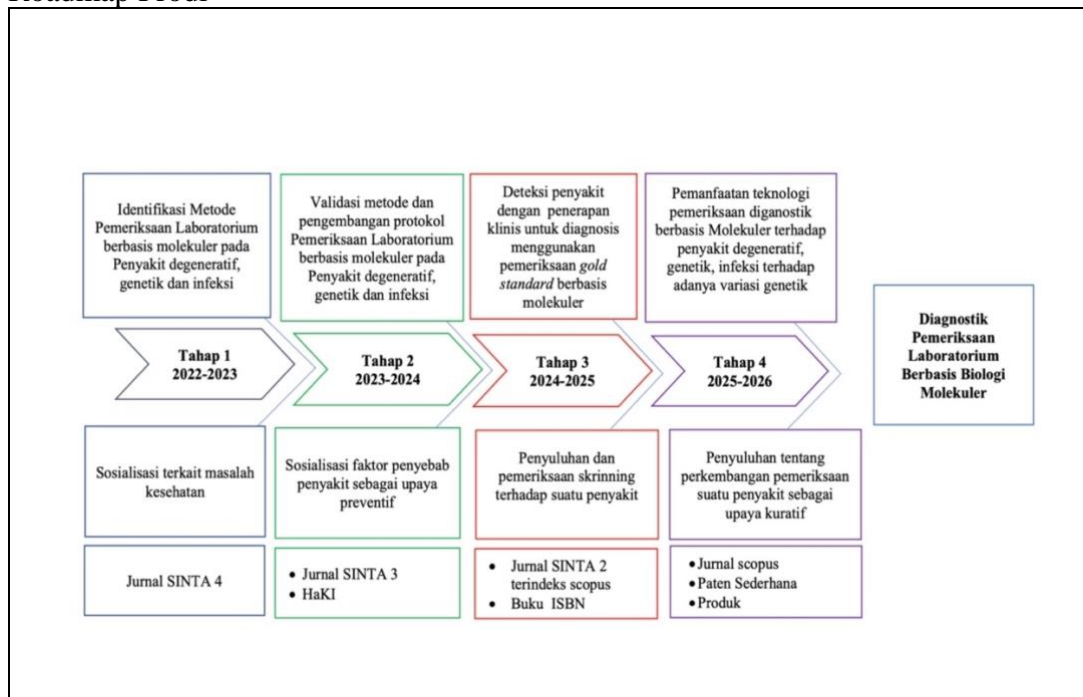 Identifikasi Metode
Pemeriksaan Laboratorium
berbasis molekuler pada
Penyakit degeneratif,
genetik dan infeksi
Validasi metode dan
pengembangan protokol
Pemeriksaan Laboratorium
berbasis molekuler pada
Penyakit degeneratif,
genetik dan infeksi
Deteksi penyakit
dengan penerapan
klinis untuk diagnosis
menggunakan
pemeriksaan gold
standard berbasis
molekuler
Pemanfaatan teknologi
pemeriksaan diganostik
berbasis Molekuler terhadap
penyakit degeneratif,
genetik, infeksi terhadap
adanya variasi genetik
Tahap 1
2022-2023
Tahap 2
2023-2024
Tahap 3
2024-2025
Tahap 4
2025-2026
Diagnostik
Pemeriksaan
Laboratorium
Berbasis Biologi
Molekuler
Sosialisasi terkait masalah
kesehatan
Sosialisasi faktor penyebab
penyakit sebagai upaya
preventif
Penyuluhan dan
pemeriksaan skrinning
terhadap suatu penyakit
Penyuluhan tentang
perkembangan pemeriksaan
suatu penyakit sebagai
upaya kuratif
Jurnal SINTA 4
• Jurnal SINTA 3
• HaKI
• Jurnal SINTA 2
terindeks scopus
• Buku ISBN
• Jurnal scopus
• Paten Sederhana
• Produk